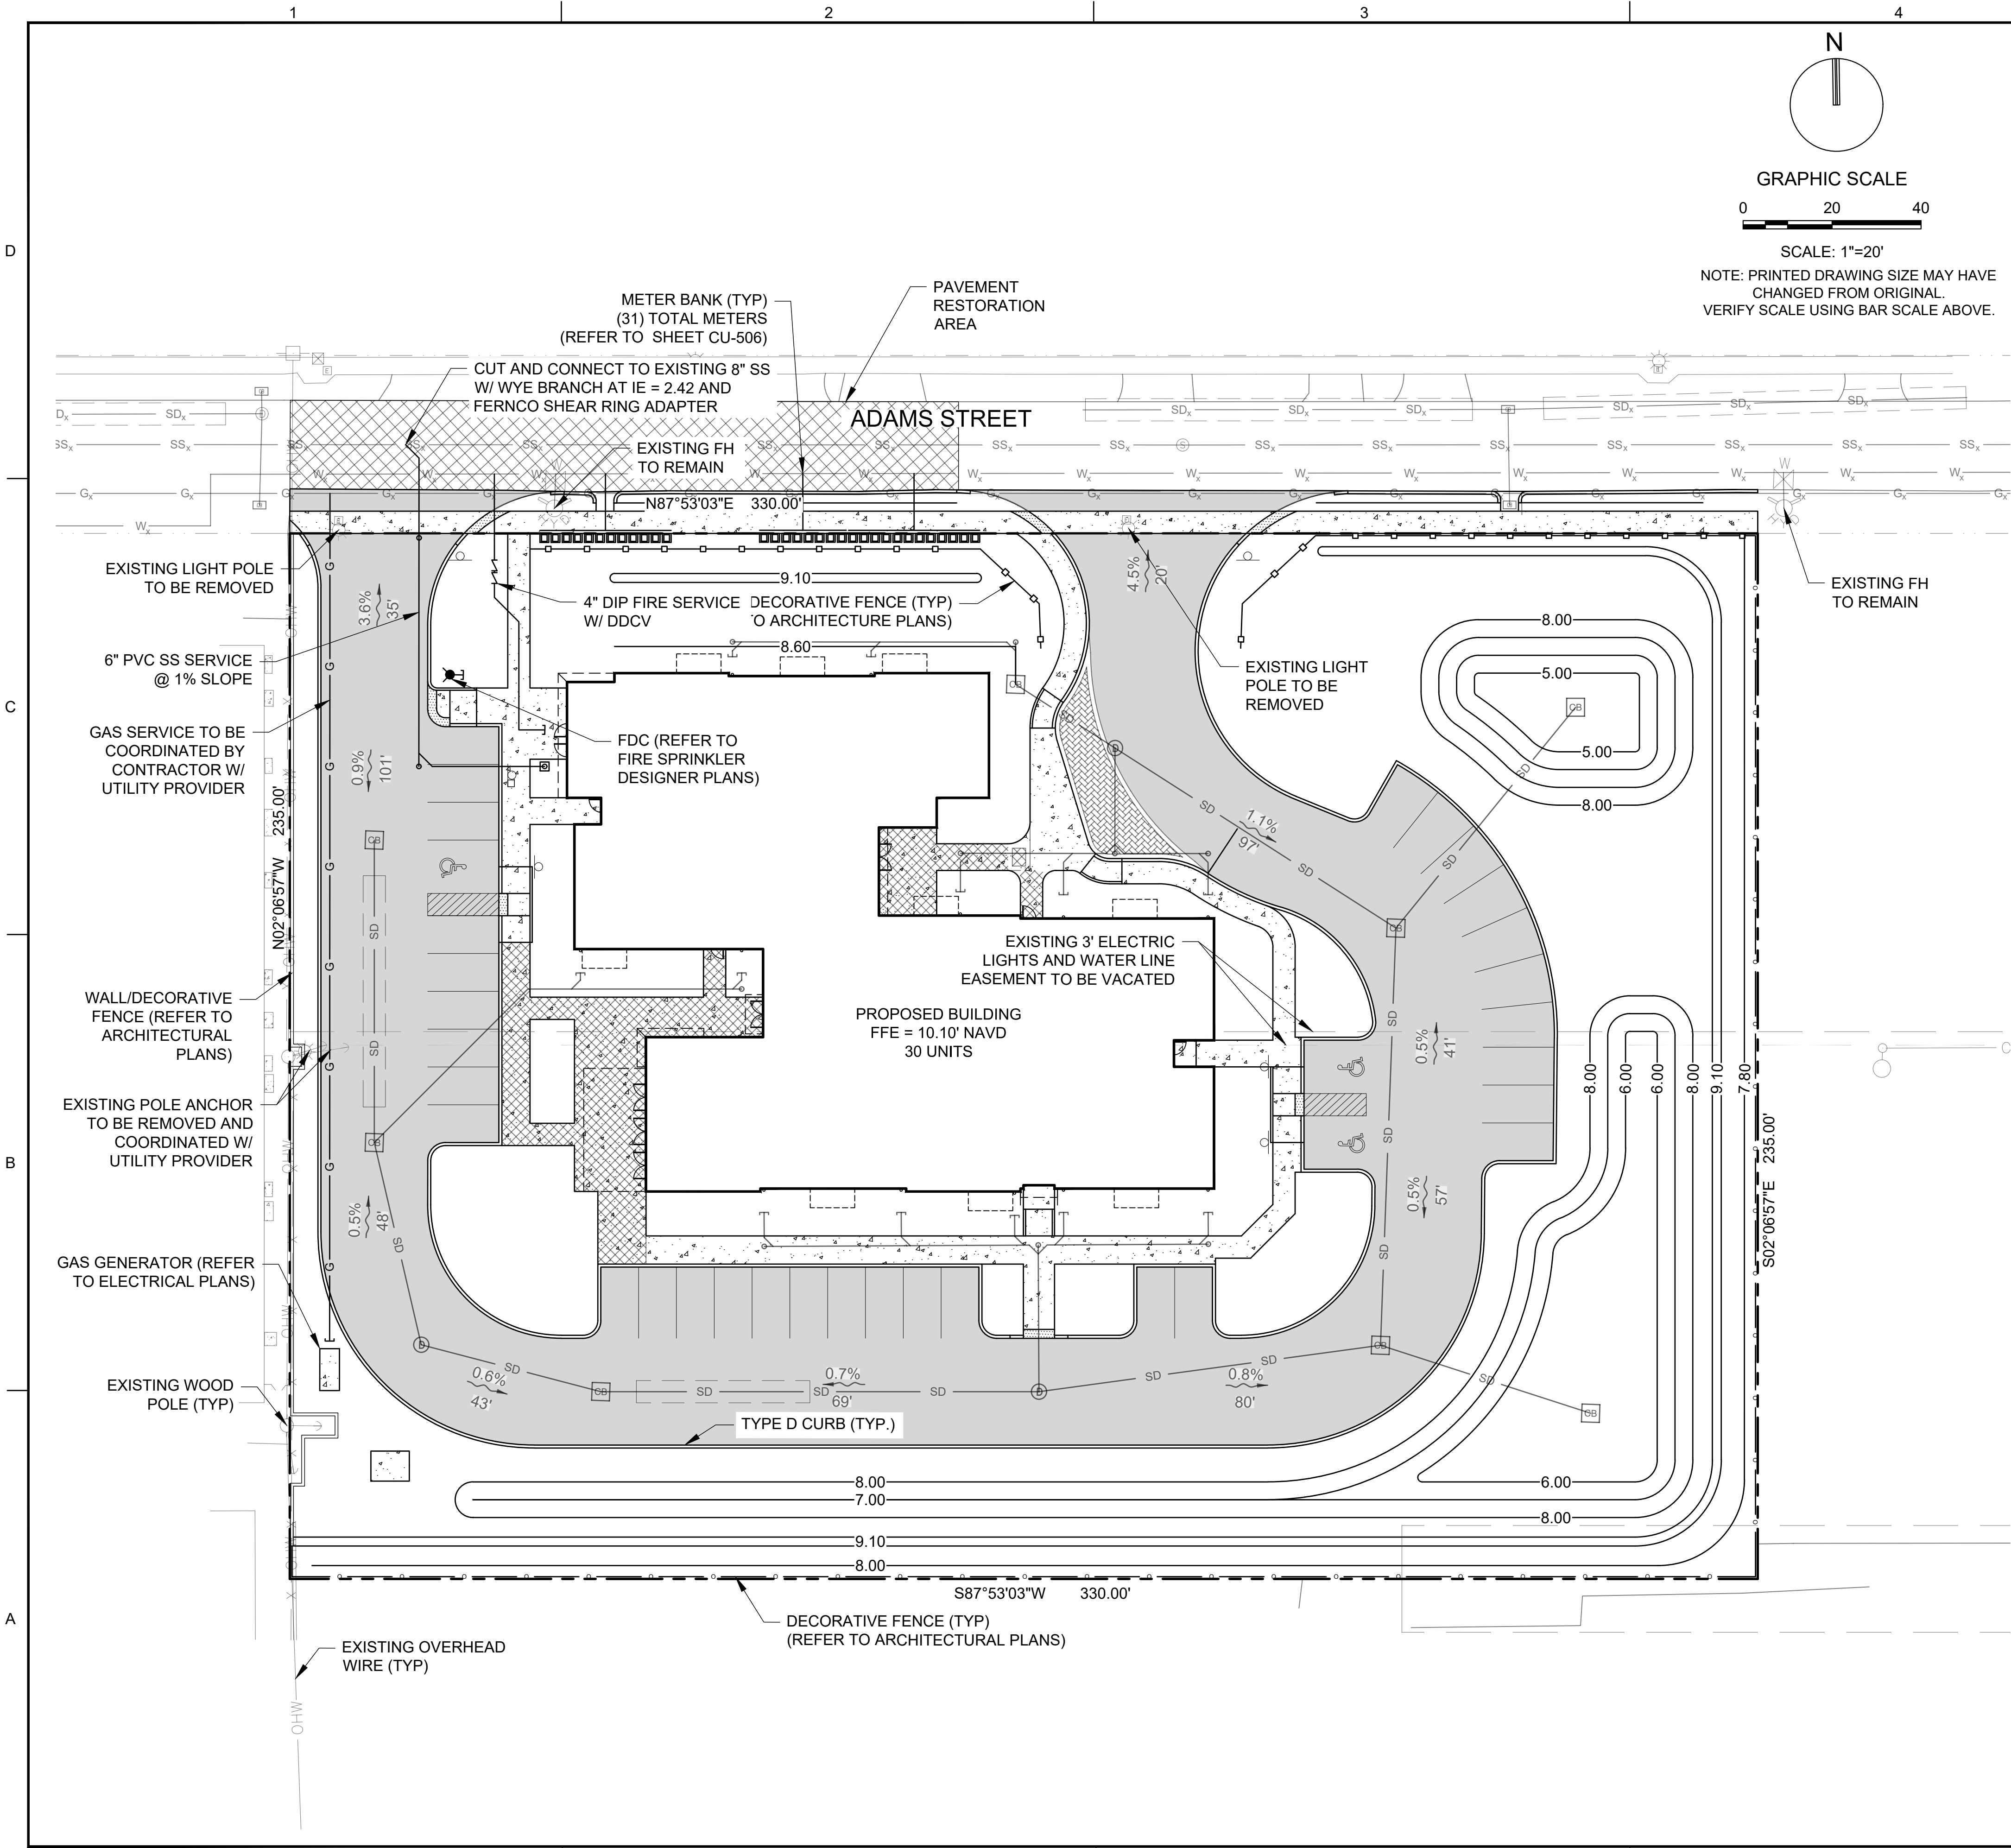 1
2
3
4
N
GRAPHIC SCALE
0 20 40
SCALE: 1"=20'
NOTE: PRINTED DRAWING SIZE MAY HAVE
CHANGED FROM ORIGINAL.
VERIFY SCALE USING BAR SCALE ABOVE.
D
C
B
A
METER BANK (TYP)
(31) TOTAL METERS
(REFER TO SHEET CU-506)
PAVEMENT
RESTORATION
AREA
CUT AND CONNECT TO EXISTING 8" SS
W/ WYE BRANCH AT IE = 2.42 AND
FERNCO SHEAR RING ADAPTER
ADAMS STREET
EXISTING FH
TO REMAIN
N87°53'03"E 330.00'
EXISTING LIGHT POLE
TO BE REMOVED
3.6%
35'
9.10
4" DIP FIRE SERVICE
W/ DDCV
DECORATIVE FENCE (TYP)
TO ARCHITECTURE PLANS)
8.60
4.5%
20'
EXISTING FH
TO REMAIN
6" PVC SS SERVICE
@ 1% SLOPE
EXISTING LIGHT
POLE TO BE
REMOVED
8.00
5.00
CB
5.00
8.00
GAS SERVICE TO BE
COORDINATED BY
CONTRACTOR W/
UTILITY PROVIDER
FDC (REFER TO
FIRE SPRINKLER
DESIGNER PLANS)
0.9%
101'
N02°06'57"W 235.00'
1.1%
97'
WALL/DECORATIVE
FENCE (REFER TO
ARCHITECTURAL
PLANS)
EXISTING 3' ELECTRIC
LIGHTS AND WATER LINE
EASEMENT TO BE VACATED
PROPOSED BUILDING
FFE = 10.10' NAVD
30 UNITS
0.5%
41'
8.00
6.00
6.00
8.00
9.10
7.80
EXISTING POLE ANCHOR
TO BE REMOVED AND
COORDINATED W/
UTILITY PROVIDER
S02°06'57"E 235.00'
0.5%
48'
0.5%
57'
GAS GENERATOR (REFER
TO ELECTRICAL PLANS)
EXISTING WOOD
POLE (TYP)
0.6%
43'
0.7%
69'
0.8%
80'
TYPE D CURB (TYP.)
8.00
7.00
6.00
8.00
9.10
8.00
S87°53'03"W 330.00'
DECORATIVE FENCE (TYP)
(REFER TO ARCHITECTURAL PLANS)
EXISTING OVERHEAD
WIRE (TYP)
OHW